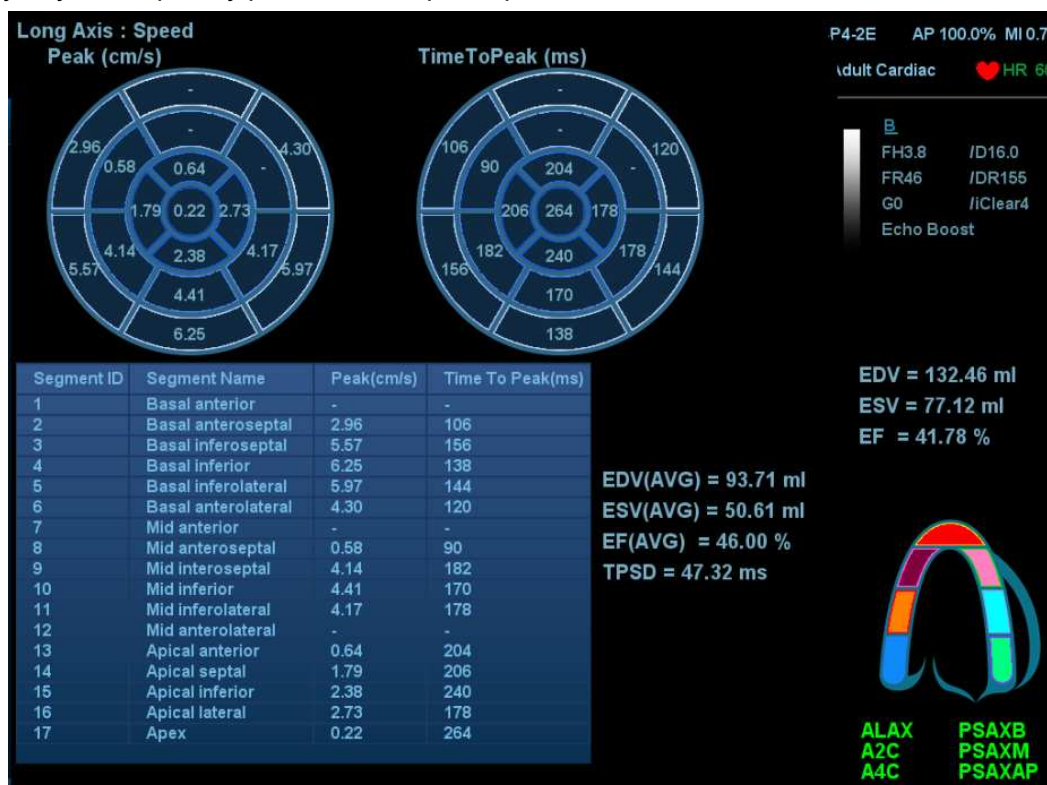 Long Axis : Speed
Peak (cm/s)
TimeToPeak (ms)
P4-2E AP 100.0% MI 0.7
Adult Cardiac HR
B
FH3.8 /D16.0
FR46 /DR155
G0 /iClear4
Echo Boost
-
2.96
0.58
-
4.30
0.64
-
1.79
0.22
2.73
5.57
4.14
2.38
4.17
5.97
4.41
6.25
-
106
90
-
120
204
-
206
264
178
156
182
240
178
144
170
138
Segment ID Segment Name Peak(cm/s) Time To Peak(ms)
1 Basal anterior - -
2 Basal anteroseptal 2.96 106
3 Basal inferoseptal 5.57 156
4 Basal inferior 6.25 138
5 Basal inferolateral 5.97 144
6 Basal anterolateral 4.30 120
7 Mid anterior - -
8 Mid anteroseptal 0.58 90
9 Mid interoseptal 4.14 182
10 Mid inferior 4.41 170
11 Mid inferolateral 4.17 178
12 Mid anterolateral - -
13 Apical anterior 0.64 204
14 Apical septal 1.79 206
15 Apical inferior 2.38 240
16 Apical lateral 2.73 178
17 Apex 0.22 264
EDV(AVG) = 93.71 ml
ESV(AVG) = 50.61 ml
EF(AVG) = 46.00 %
TPSD = 47.32 ms
EDV = 132.46 ml
ESV = 77.12 ml
EF = 41.78 %
ALAX PSAXB
A2C PSAXM
A4C PSAXAP